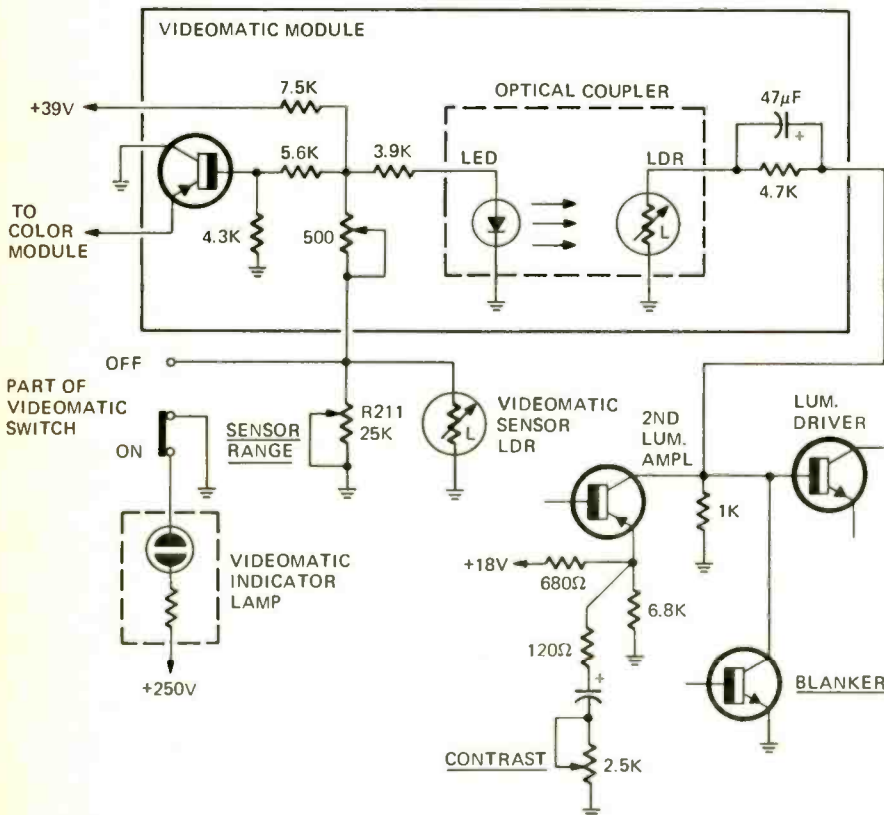 VIDEOMATIC MODULE
7.5K
+39V
OPTICAL COUPLER
47μF
+
5.6K
3.9K
LED
LDR
4.7K
TO
COLOR
MODULE
4.3K
500
L
OFF
PART OF
VIDEOMATIC
SWITCH
ON
SENSOR
RANGE
R211
25K
L
VIDEOMATIC
SENSOR
LDR
2ND
LUM.
AMPL
LUM.
DRIVER
1K
VIDEOMATIC
INDICATOR
LAMP
+18V
680Ω
6.8K
120Ω
+
+250V
BLANKER
CONTRAST
2.5K